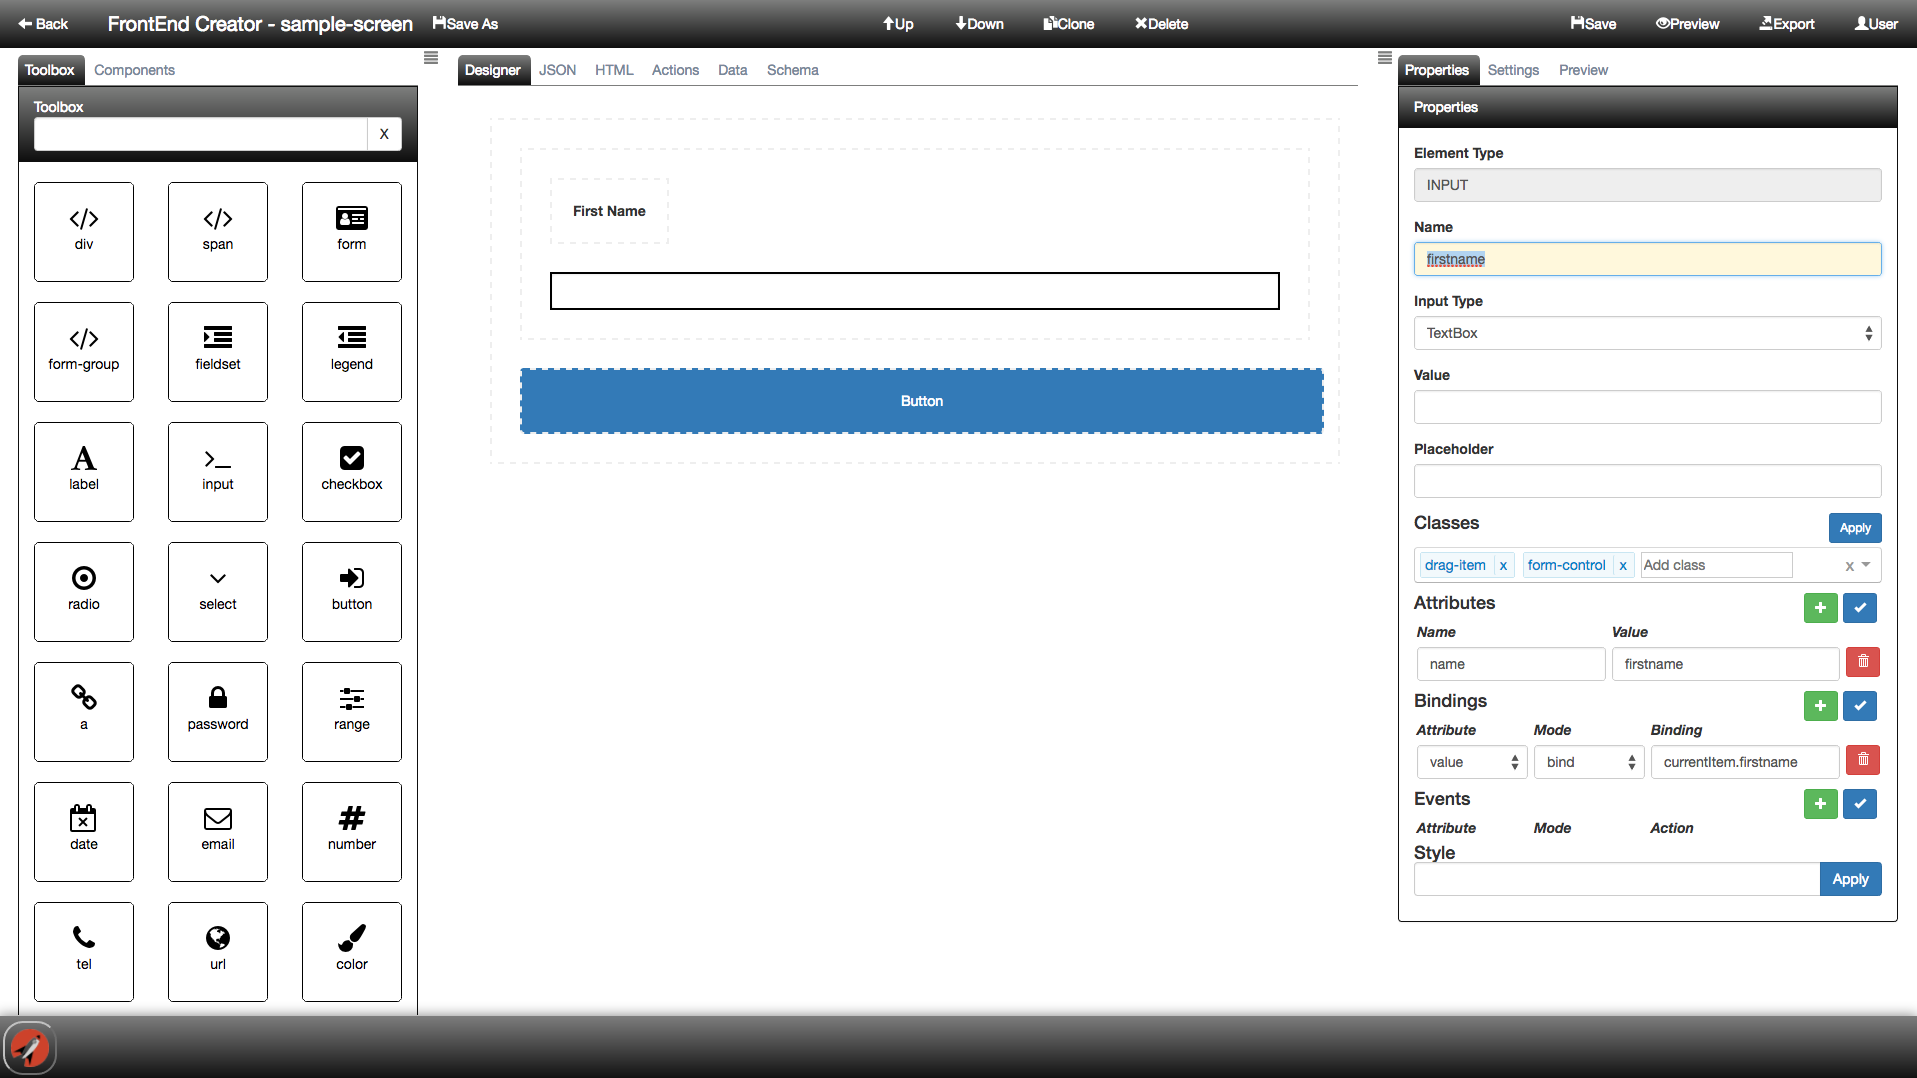 Back
FrontEnd Creator - sample-screen
Save As
Up
Down
Clone
Delete
Save
Preview
Export
User
Toolbox
Components
Toolbox
X
div
span
form
form-group
fieldset
legend
label
input
checkbox
radio
select
button
a
password
range
date
email
number
tel
url
color
Designer
JSON
HTML
Actions
Data
Schema
First Name
Button
Properties
Settings
Preview
Properties
Element Type
INPUT
Name
firstname
Input Type
TextBox
Value
Placeholder
Classes
Apply
drag-item x
form-control x
Add class
x
Attributes
Name Value
name firstname
Bindings
Attribute Mode Binding
value bind currentItem.firstname
Events
Attribute Mode Action
Style
Apply